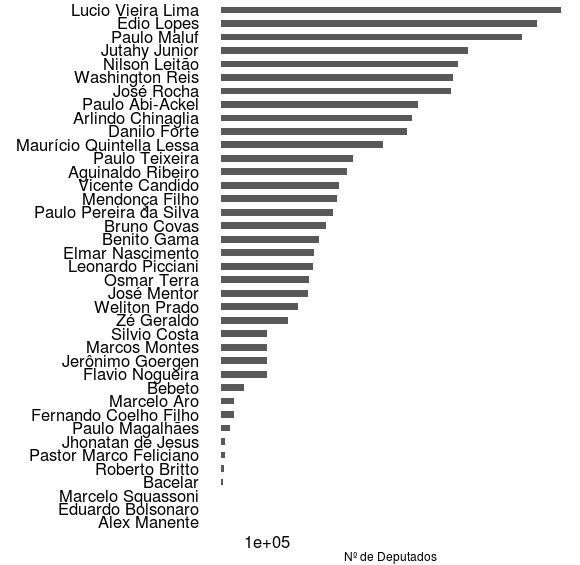 Lucio Vieira Lima
Edio Lopes
Paulo Maluf
Jutahy Junior
Nilson Leitão
Washington Reis
José Rocha
Paulo Abi-Ackel
Arlindo Chinaglia
Danilo Forte
Maurício Quintella Lessa
Paulo Teixeira
Aguinaldo Ribeiro
Vicente Candido
Mendonça Filho
Paulo Pereira da Silva
Bruno Covas
Benito Gama
Elmar Nascimento
Leonardo Picciani
Osmar Terra
José Mentor
Weliton Prado
Zé Geraldo
Silvio Costa
Marcos Montes
Jerônimo Goergen
Flavio Nogueira
Bebeto
Marcelo Aro
Fernando Coelho Filho
Paulo Magalhães
Jhonatan de Jesus
Pastor Marco Feliciano
Roberto Britto
Bacelar
Marcelo Squassoni
Eduardo Bolsonaro
Alex Manente
1e+05
Nº de Deputados